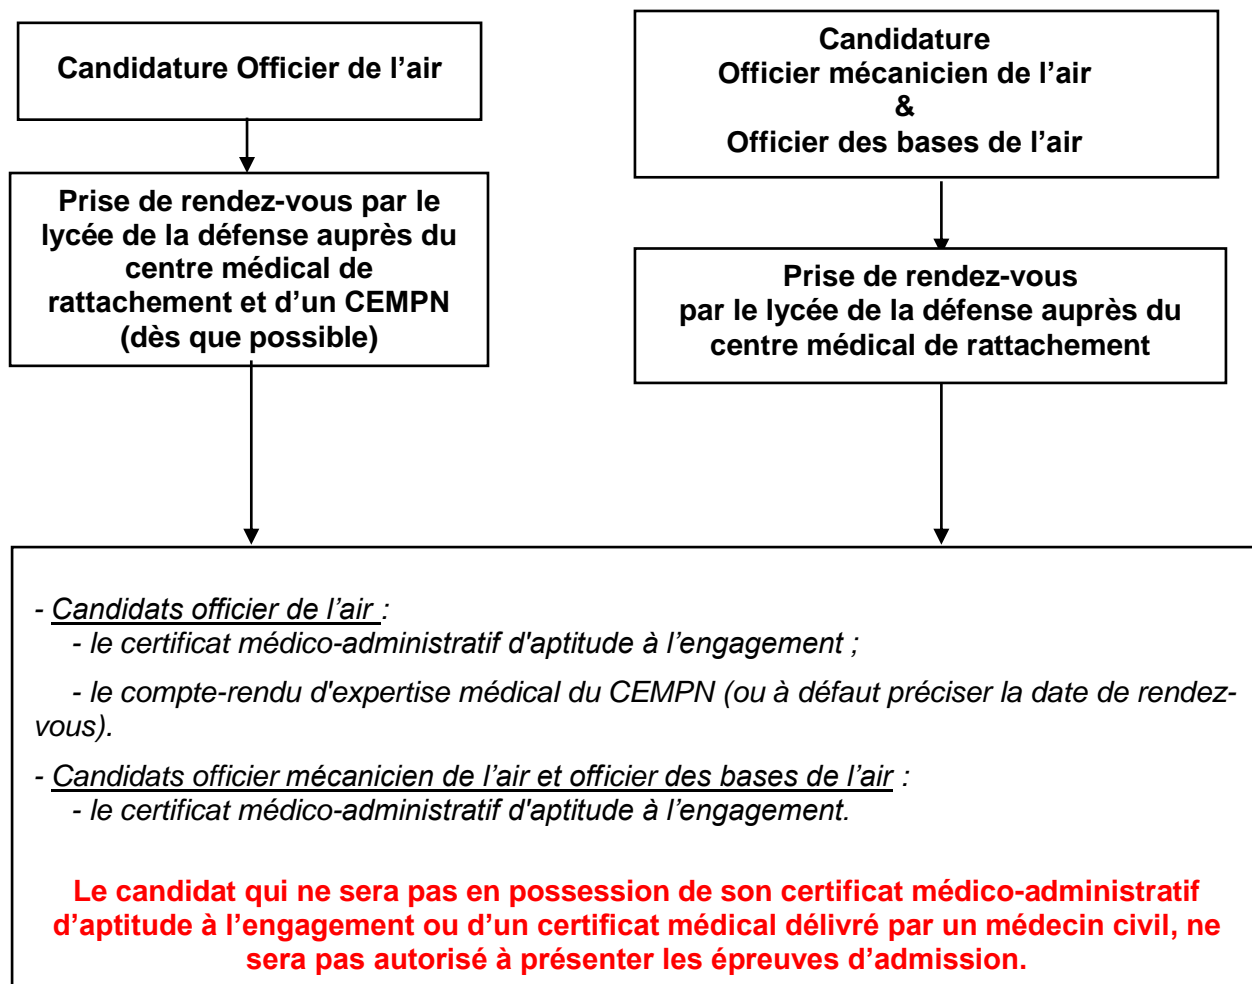 Candidature Officier de l’air
Prise de rendez-vous par le
lycée de la défense auprès du
centre médical de
rattachement et d’un CEMPN
(dès que possible)
Candidature
Officier mécanicien de l’air
&
Officier des bases de l’air
Prise de rendez-vous
par le lycée de la défense auprès du
centre médical de rattachement
- Candidats officier de l’air :
- le certificat médico-administratif d'aptitude à l’engagement ;
- le compte-rendu d'expertise médical du CEMPN (ou à défaut préciser la date de rendez-
vous).
- Candidats officier mécanicien de l’air et officier des bases de l’air :
- le certificat médico-administratif d'aptitude à l’engagement.
Le candidat qui ne sera pas en possession de son certificat médico-administratif
d’aptitude à l’engagement ou d’un certificat médical délivré par un médecin civil, ne
sera pas autorisé à présenter les épreuves d’admission.